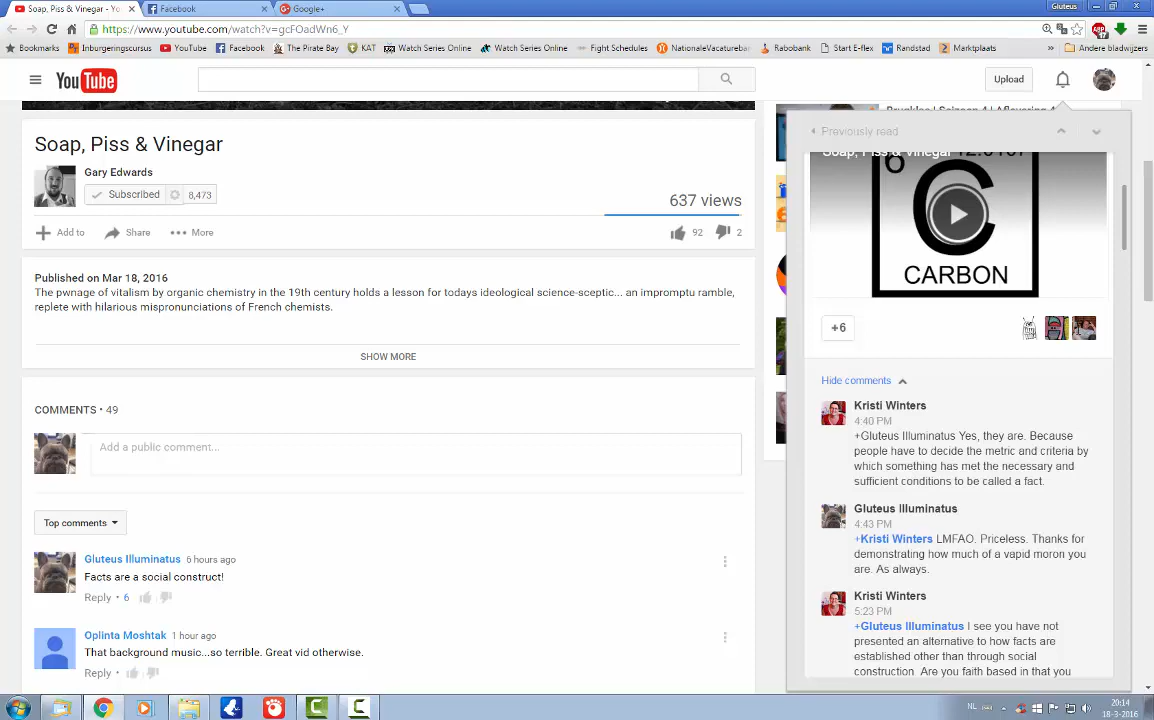 Soap, Piss & Vinegar - Yo
Facebook
Google+
Gluteus
https://www.youtube.com/watch?v=gcFOadWn6_Y
Bookmarks
Inburgeringscursus
YouTube
Facebook
The Pirate Bay
KAT
Watch Series Online
Watch Series Online
Fight Schedules
NationaleVacatureban
Rabobank
Start E-flex
Randstad
Marktplaats
»
Andere bladwijzers
YouTube
Upload
Soap, Piss & Vinegar
Gary Edwards
Subscribed 8,473
637 views
Add to
Share
More
92
2
Published on Mar 18, 2016
The pwnage of vitalism by organic chemistry in the 19th century holds a lesson for todays ideological science-sceptic... an impromptu ramble,
replete with hilarious mispronunciations of French chemists.
SHOW MORE
COMMENTS • 49
Add a public comment...
Top comments
Gluteus Illuminatus 6 hours ago
Facts are a social construct!
Reply • 6
Oplinta Moshtak 1 hour ago
That background music...so terrible. Great vid otherwise.
Reply •
Previously read
Soap, Piss & Vinegar
6
C
CARBON
+6
Hide comments
Kristi Winters
4:40 PM
+Gluteus Illuminatus Yes, they are. Because
people have to decide the metric and criteria by
which something has met the necessary and
sufficient conditions to be called a fact.
Gluteus Illuminatus
4:43 PM
+Kristi Winters LMFAO. Priceless. Thanks for
demonstrating how much of a vapid moron you
are. As always.
Kristi Winters
5:23 PM
+Gluteus Illuminatus I see you have not
presented an alternative to how facts are
established other than through social
construction. Are you faith based in that you
NL
20:14
18-3-2016